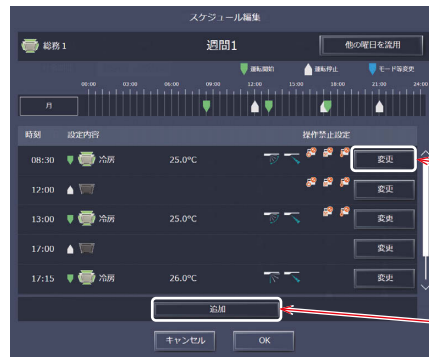 スケジュール編集
総務1 週間1 他の曜日を流用
運転開始 運転停止 モード等変更
00:00 03:00 06:00 09:00 12:00 15:00 18:00 21:00 24:00
月
時刻 設定内容 操作禁止設定
08:30 冷房 25.0℃ 変更
12:00 変更
13:00 冷房 25.0℃ 変更
17:00 変更
17:15 冷房 26.0℃ 変更
追加
キャンセル OK